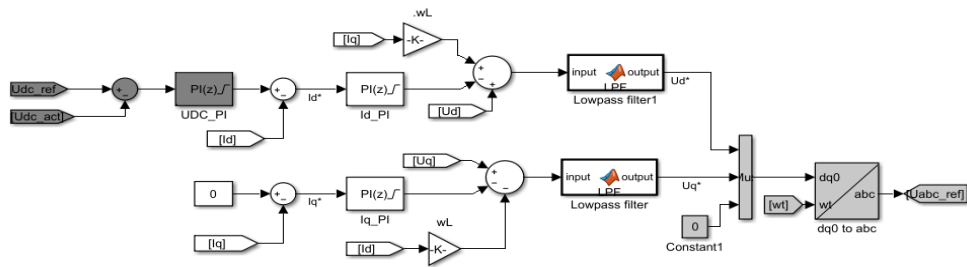 .wL
[Iq]
-K-
Udc_ref
[Udc_act]
+
-
PI(z)
UDC_PI
+
-
Id*
[Id]
PI(z)
Id_PI
+
-
+
[Ud]
input
output
LPF
Lowpass filter1
Ud*
0
+
-
Iq*
[Iq]
PI(z)
Iq_PI
[Uq]
+
-
-
wL
[Id]
-K-
input
output
LPF
Lowpass filter
Uq*
0
Constant1
[wt]
dq0
wt
abc
dq0 to abc
[Uabc_ref]